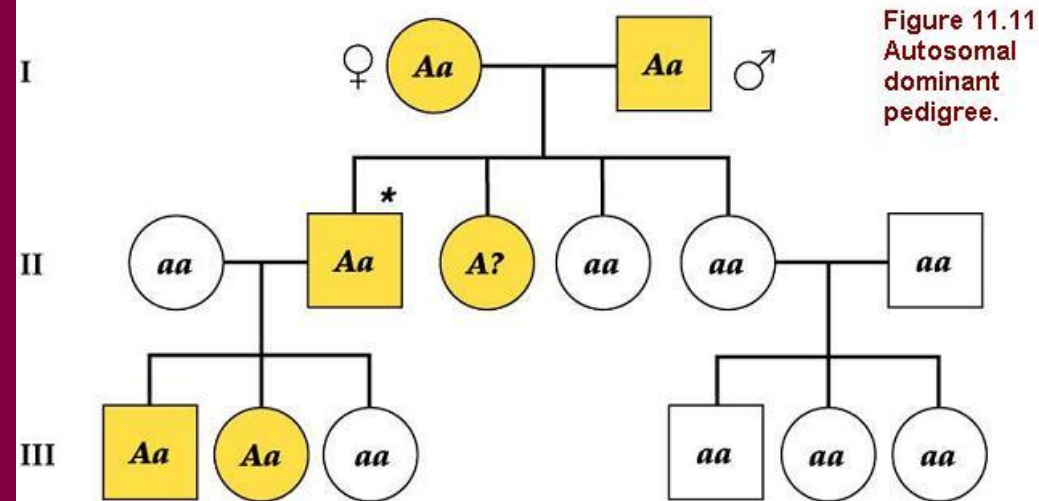 Figure 11.11
Autosomal
dominant
pedigree.
I
♀ Aa Aa ♂
*
II
aa Aa A? aa aa aa
III
Aa Aa aa aa aa aa